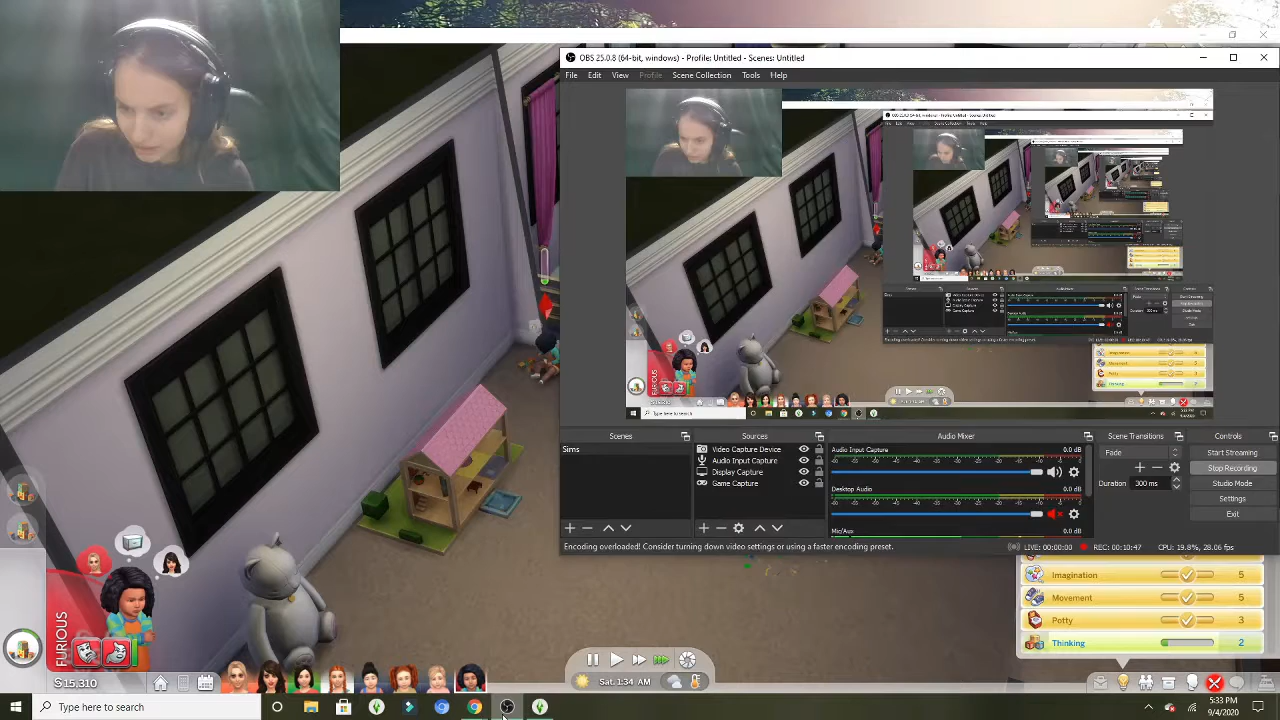 OBS 25.0.8 (64-bit, windows) - Profile: Untitled - Scenes: Untitled
File Edit View Profile Scene Collection Tools Help
Scenes
Sources
Audio Mixer
Scene Transitions
Controls
Sims
Video Capture Device
Audio Input Capture
Display Capture
Game Capture
Audio Input Capture 0.0 dB
Desktop Audio 0.0 dB
Mic/Aux
Fade
Duration 300 ms
Start Streaming
Stop Recording
Studio Mode
Settings
Exit
Encoding overloaded! Consider turning down video settings or using a faster encoding preset.
LIVE: 00:00:00 REC: 00:10:47 CPU: 19.8%, 28.06 fps
Imagination 5
Movement 5
Potty 3
Thinking 2
FURIOUS
§15,310
Sat. 1:34 AM
Type here to search
5:33 PM
9/4/2020